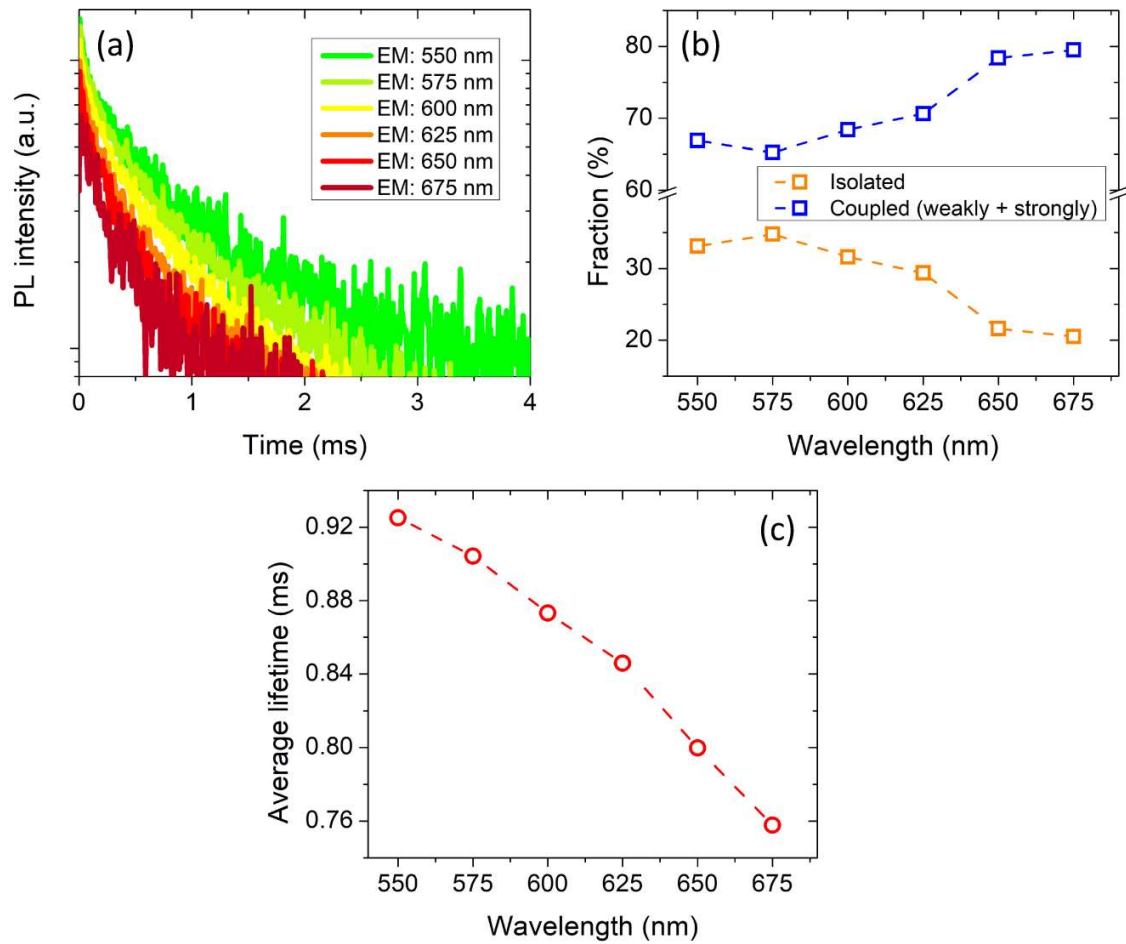 (a)
EM: 550 nm
EM: 575 nm
EM: 600 nm
EM: 625 nm
EM: 650 nm
EM: 675 nm
PL intensity (a.u.)
0 1 2 3 4
Time (ms)
(b)
80
70
60
30
20
Fraction (%)
Isolated
Coupled (weakly + strongly)
550 575 600 625 650 675
Wavelength (nm)
(c)
0.92
0.88
0.84
0.80
0.76
Average lifetime (ms)
550 575 600 625 650 675
Wavelength (nm)